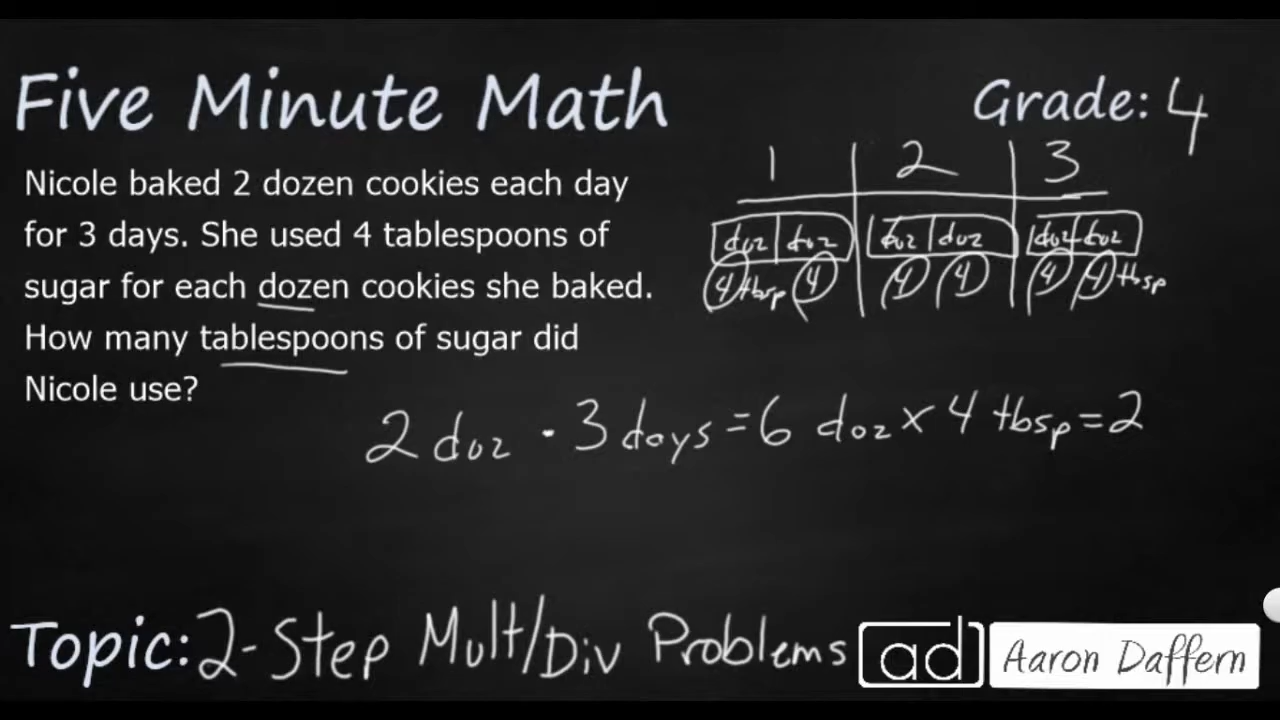 Five Minute Math
Grade: 4
Nicole baked 2 dozen cookies each day
for 3 days. She used 4 tablespoons of
sugar for each dozen cookies she baked.
How many tablespoons of sugar did
Nicole use?
1 2 3
doz doz doz doz doz doz
4 tbsp 4 4 4 4 4 tbsp
2 doz · 3 days = 6 doz x 4 tbsp = 2
Topic: 2-Step Mult/Div Problems
ad Aaron Daffern